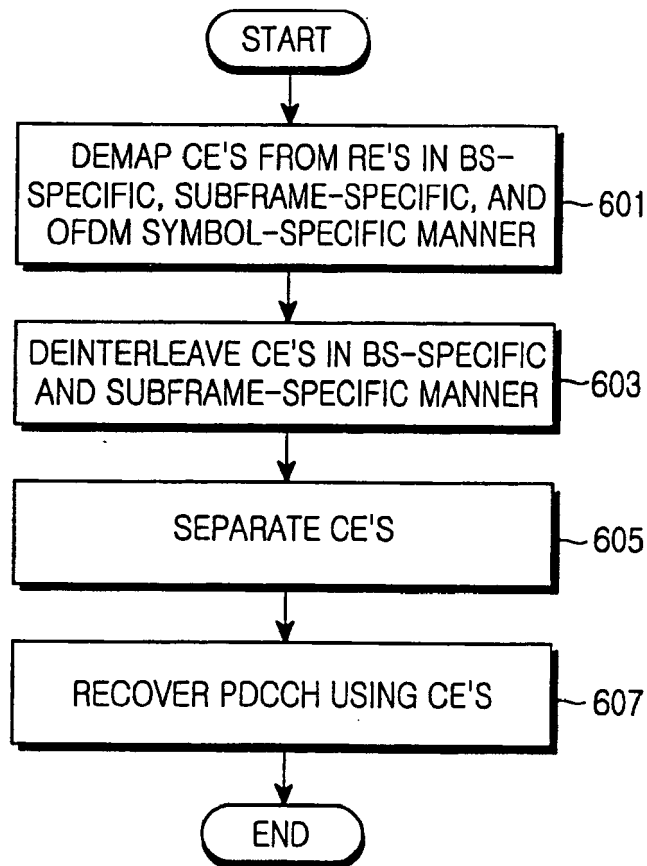 START
DEMAP CE'S FROM RE'S IN BS-
SPECIFIC, SUBFRAME-SPECIFIC, AND
OFDM SYMBOL-SPECIFIC MANNER
601
DEINTERLEAVE CE'S IN BS-SPECIFIC
AND SUBFRAME-SPECIFIC MANNER
603
SEPARATE CE'S
605
RECOVER PDCCH USING CE'S
607
END